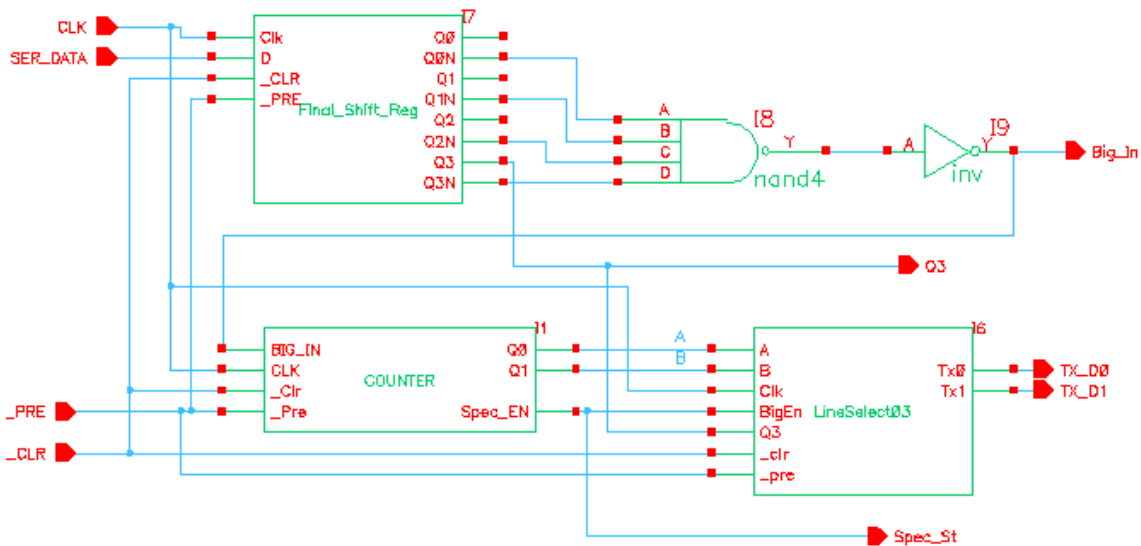 CLK
SER_DATA
I7
Clk
D
_CLR
_PRE
Final_Shift_Reg
Q0
Q0N
Q1
Q1N
Q2
Q2N
Q3
Q3N
A
B
C
D
I8
Y
nand4
A
I9
Y
inv
Big_In
Q3
I1
BIG_IN
CLK
_Clr
_Pre
COUNTER
Q0
Q1
Spec_EN
_PRE
_CLR
A
B
I6
A
B
Clk
BigEn
Q3
_clr
_pre
LineSelect03
Tx0
Tx1
TX_D0
TX_D1
Spec_St